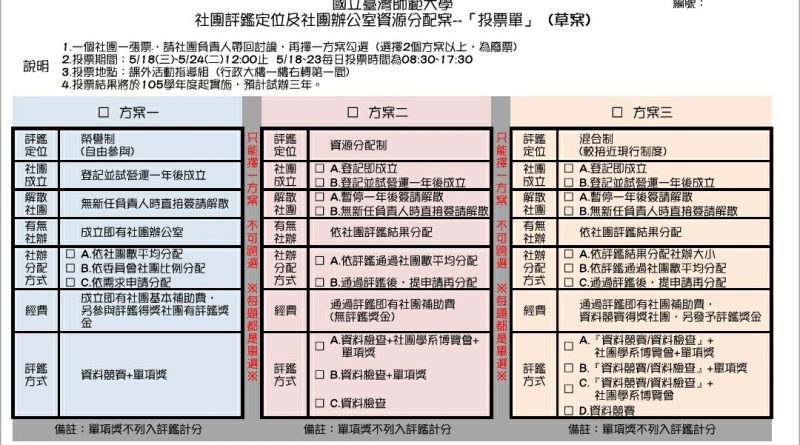 國立臺灣師範大學
編號：
社團評鑑定位及社團辦公室資源分配案--「投票單」（草案）
說明
1.一個社團一張票，請社團負責人帶回討論，再擇一方案勾選（選擇2個方案以上，為廢票）
2.投票期間：5/18(三)~5/24(二)12:00止 5/18~23每日投票時間為08:30~17:30
3.投票地點：課外活動指導組（行政大樓一樓右轉第一間）
4.投票結果將於105學年度起實施，預計試辦三年。
□ 方案一
評鑑定位
榮譽制
(自由參與)
社團成立
登記並試營運一年後成立
解散社團
無新任負責人時直接簽請解散
有無社辦
成立即有社團辦公室
社辦分配方式
□ A.依社團數平均分配
□ B.依委員會社團比例分配
□ C.依需求申請分配
經費
成立即有社團基本補助費，
另參與評鑑得獎社團有評鑑獎金
評鑑方式
資料競賽+單項獎
備註：單項獎不列入評鑑計分
只能擇一方案 不可跨選 ※每題都是單選※
□ 方案二
評鑑定位
資源分配制
社團成立
□ A.登記即成立
□ B.登記並試營運一年後成立
解散社團
□ A.暫停一年後簽請解散
□ B.無新任負責人時直接簽請解散
有無社辦
依社團評鑑結果分配
社辦分配方式
□ A.依評鑑通過社團數平均分配
□ B.通過評鑑後，提申請再分配
經費
通過評鑑即有社團補助費
(無評鑑獎金)
評鑑方式
□ A.資料檢查+社團學系博覽會+
單項獎
□ B.資料檢查+單項獎
□ C.資料檢查
備註：單項獎不列入評鑑計分
只能擇一方案 不可跨選 ※每題都是單選※
□ 方案三
評鑑定位
混合制
(較接近現行制度)
社團成立
□ A.登記即成立
□ B.登記並試營運一年後成立
解散社團
□ A.暫停一年後簽請解散
□ B.無新任負責人時直接簽請解散
有無社辦
依社團評鑑結果分配
社辦分配方式
□ A.依評鑑結果分配社辦大小
□ B.依評鑑通過社團數平均分配
□ C.通過評鑑後，提申請再分配
經費
通過評鑑即有社團補助費，
資料競賽得獎社團，另發予評鑑獎金
評鑑方式
□ A.『資評競賽/資料檢查』+
社團學系博覽會+單項獎
□ B.『資評競賽/資料檢查』+單項獎
□ C.『資評競賽/資料檢查』+
社團學系博覽會
□ D.資料競賽
備註：單項獎不列入評鑑計分